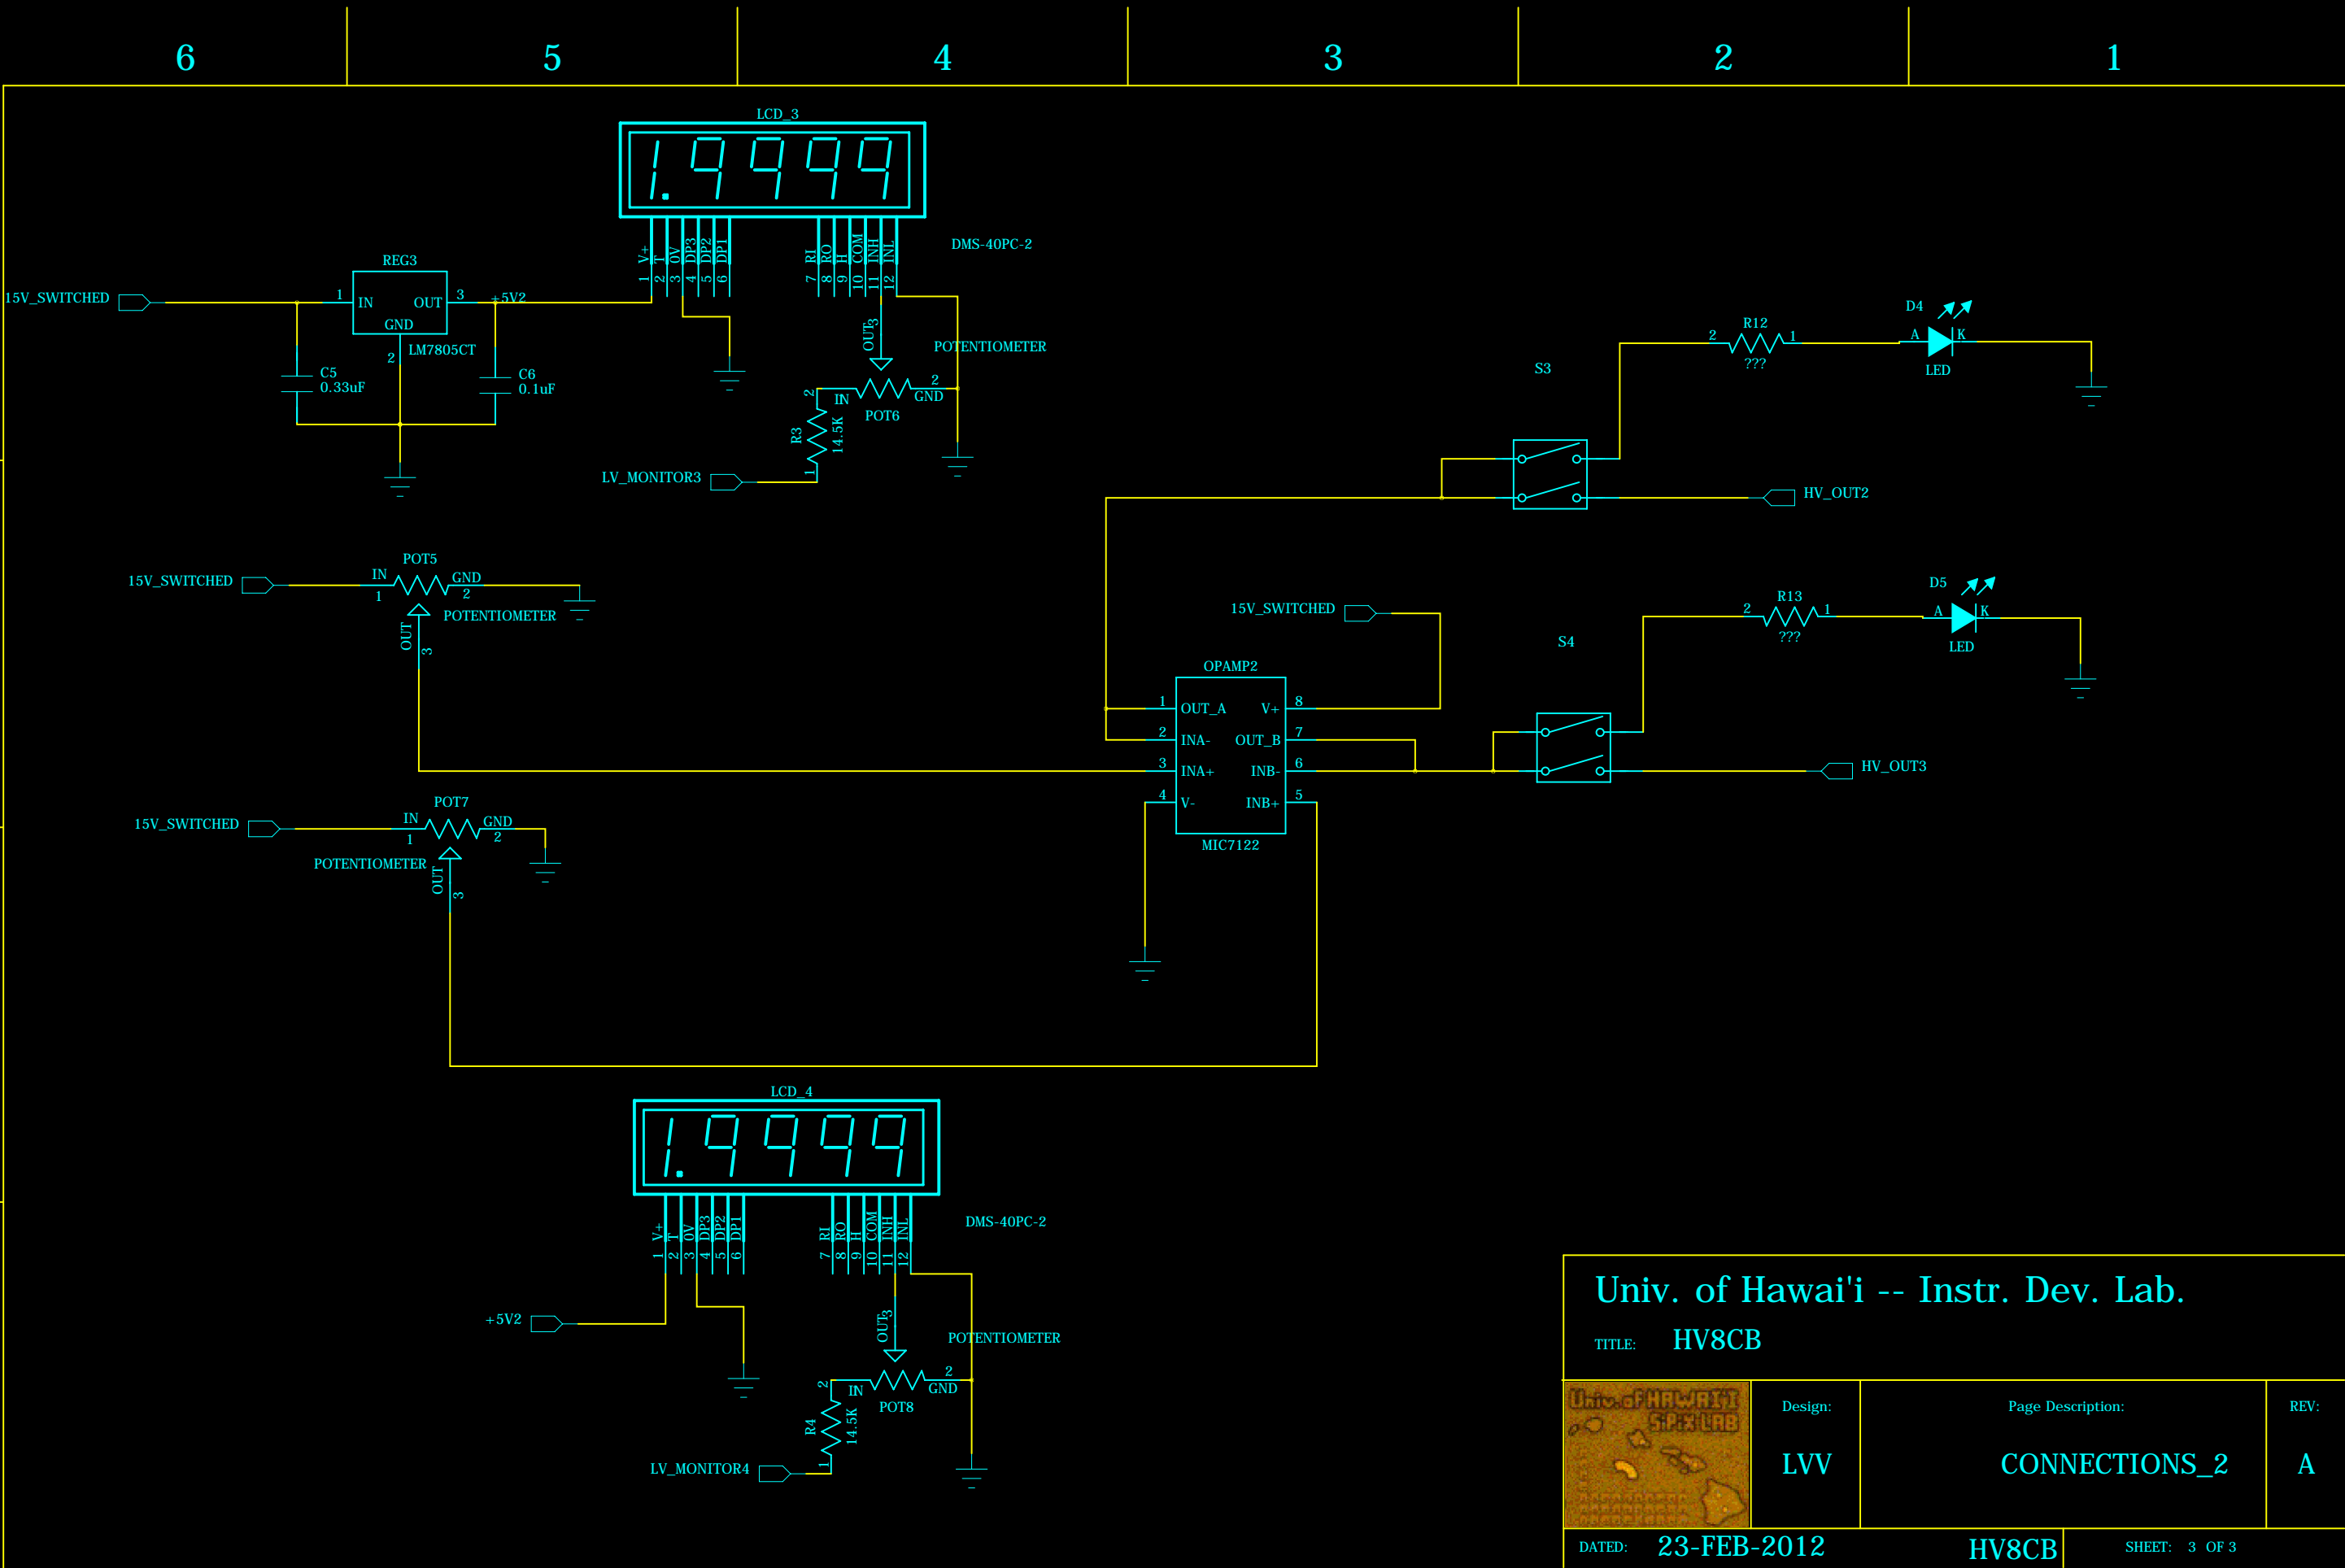 6 5 4 3 2 1
LCD_3
1.9999
DMS-40PC-2
V+ T 0V DP3 DP2 DP1 RI RO H COM INH INL
1 2 3 4 5 6 7 8 9 10 11 12
REG3
15V_SWITCHED
1 IN OUT 3 +5V2
GND
2
LM7805CT
C5
0.33uF
C6
0.1uF
OUT 3
POTENTIOMETER
2 IN 2 GND
POT6
R3
14.5K
1
LV_MONITOR3
D4
R12
2 1
???
A K
LED
S3
HV_OUT2
POT5
15V_SWITCHED
IN GND
1 2
POTENTIOMETER
OUT
3
D5
R13
2 1
???
A K
LED
15V_SWITCHED
S4
OPAMP2
1 OUT_A V+ 8
2 INA- OUT_B 7
3 INA+ INB- 6
4 V- INB+ 5
MIC7122
HV_OUT3
POT7
15V_SWITCHED
IN GND
1 2
POTENTIOMETER
OUT
3
LCD_4
1.9999
DMS-40PC-2
V+ T 0V DP3 DP2 DP1 RI RO H COM INH INL
1 2 3 4 5 6 7 8 9 10 11 12
+5V2
OUT 3
POTENTIOMETER
2 IN 2 GND
POT8
R4
14.5K
1
LV_MONITOR4
Univ. of Hawai'i -- Instr. Dev. Lab.
TITLE: HV8CB
Univ. of HAWAI'I
S.P.X LAB
Design:
LVV
Page Description:
CONNECTIONS_2
REV:
A
DATED: 23-FEB-2012
HV8CB
SHEET: 3 OF 3